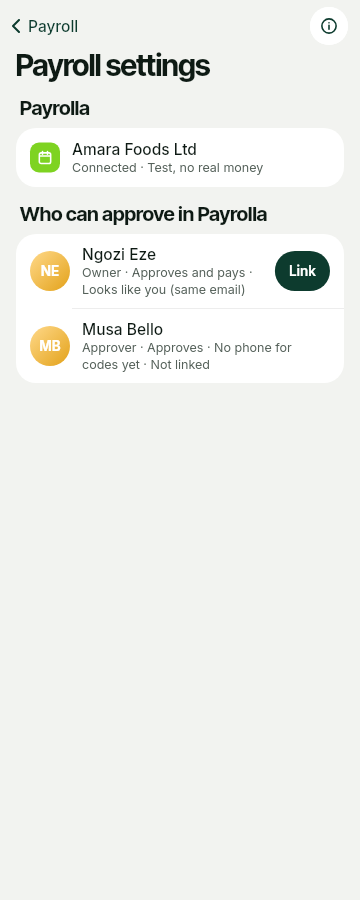 Payroll
Payroll settings
Payrolla
Amara Foods Ltd
Connected · Test, no real money
Who can approve in Payrolla
NE
Ngozi Eze
Owner · Approves and pays ·
Looks like you (same email)
Link
MB
Musa Bello
Approver · Approves · No phone for
codes yet · Not linked